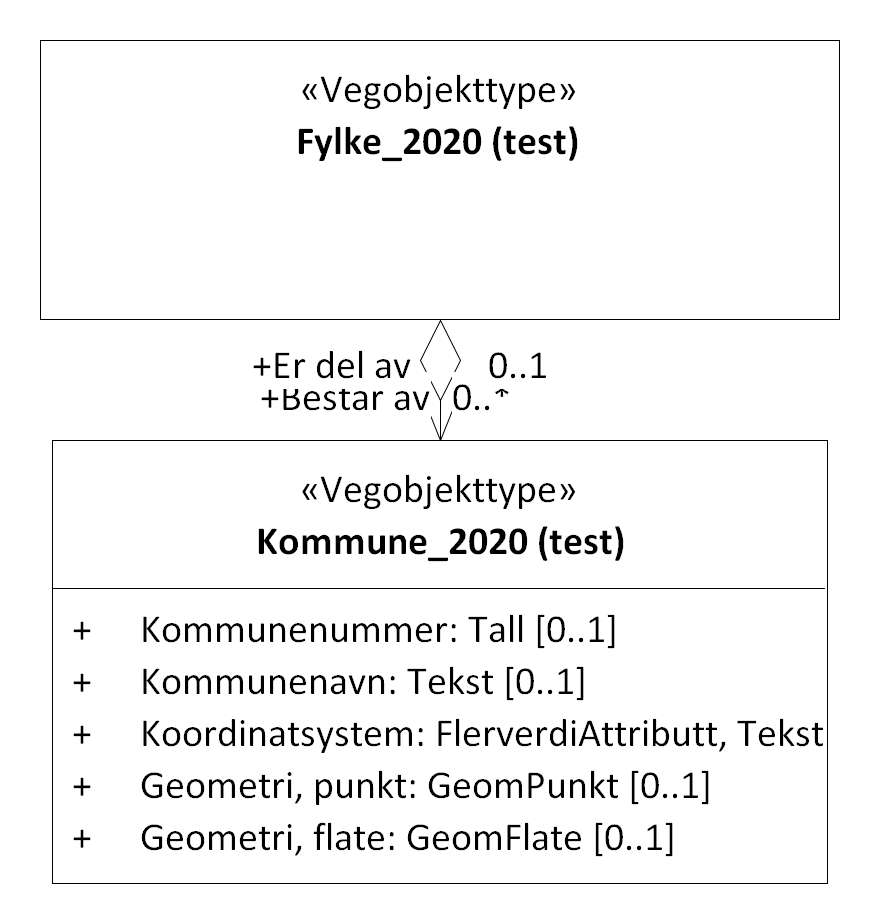 «Vegobjekttype»
Fylke_2020 (test)
+Er del av 0..1
+Bestar av 0..*
«Vegobjekttype»
Kommune_2020 (test)
+ Kommunenummer: Tall [0..1]
+ Kommunenavn: Tekst [0..1]
+ Koordinatsystem: FlerverdiAttributt, Tekst
+ Geometri, punkt: GeomPunkt [0..1]
+ Geometri, flate: GeomFlate [0..1]